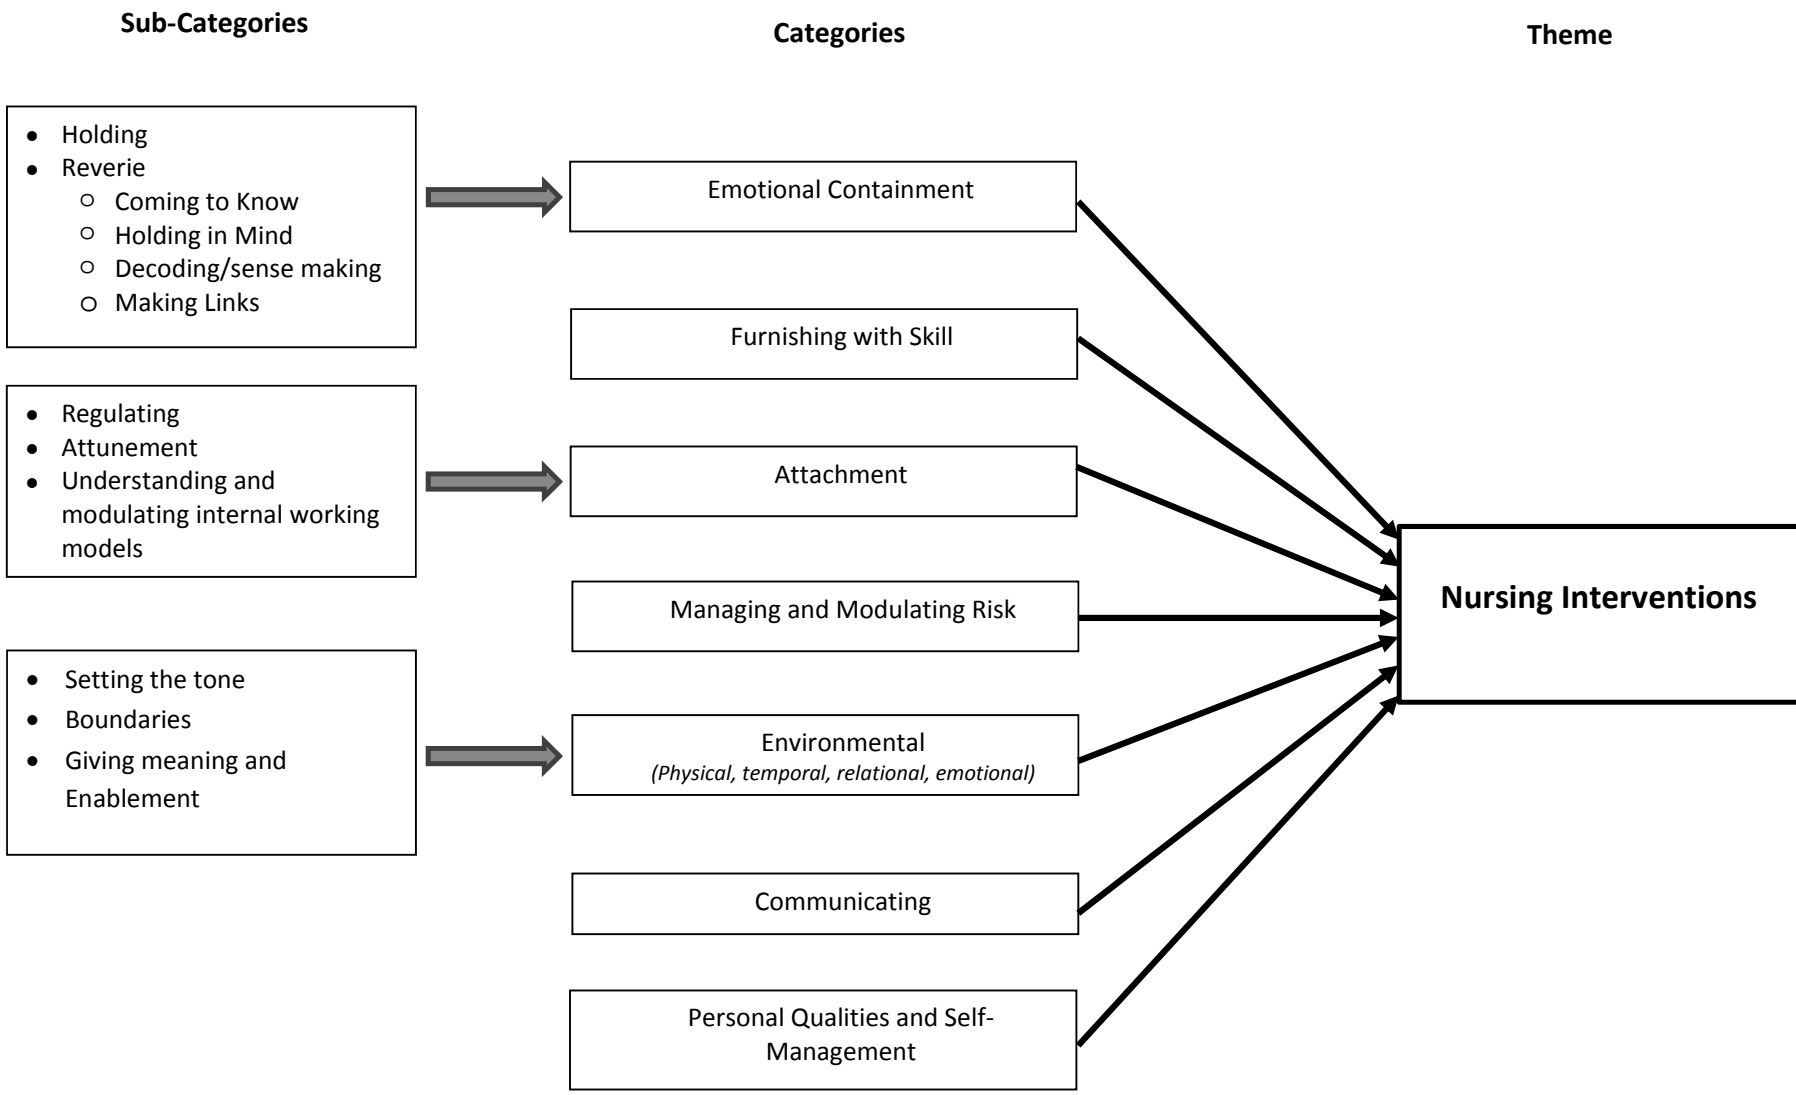 Sub-Categories
Categories
Theme
• Holding
• Reverie
o Coming to Know
o Holding in Mind
o Decoding/sense making
o Making Links
• Regulating
• Attunement
• Understanding and
modulating internal working
models
• Setting the tone
• Boundaries
• Giving meaning and
Enablement
Emotional Containment
Furnishing with Skill
Attachment
Managing and Modulating Risk
Environmental
(Physical, temporal, relational, emotional)
Communicating
Personal Qualities and Self-
Management
Nursing Interventions